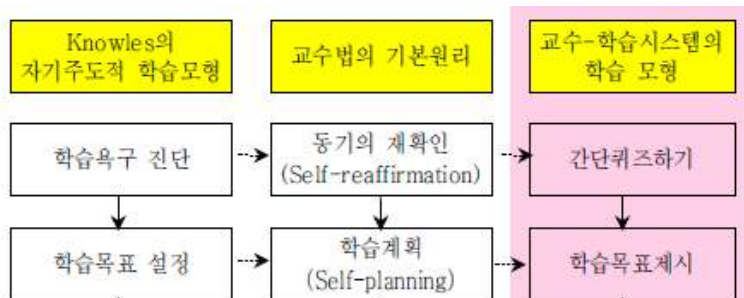 Knowles의
자기주도적 학습모형
교수법의 기본원리
교수-학습시스템의
학습 모형
학습욕구 진단
동기의 재확인
(Self-reaffirmation)
간단퀴즈하기
학습목표 설정
학습계획
(Self-planning)
학습목표제시